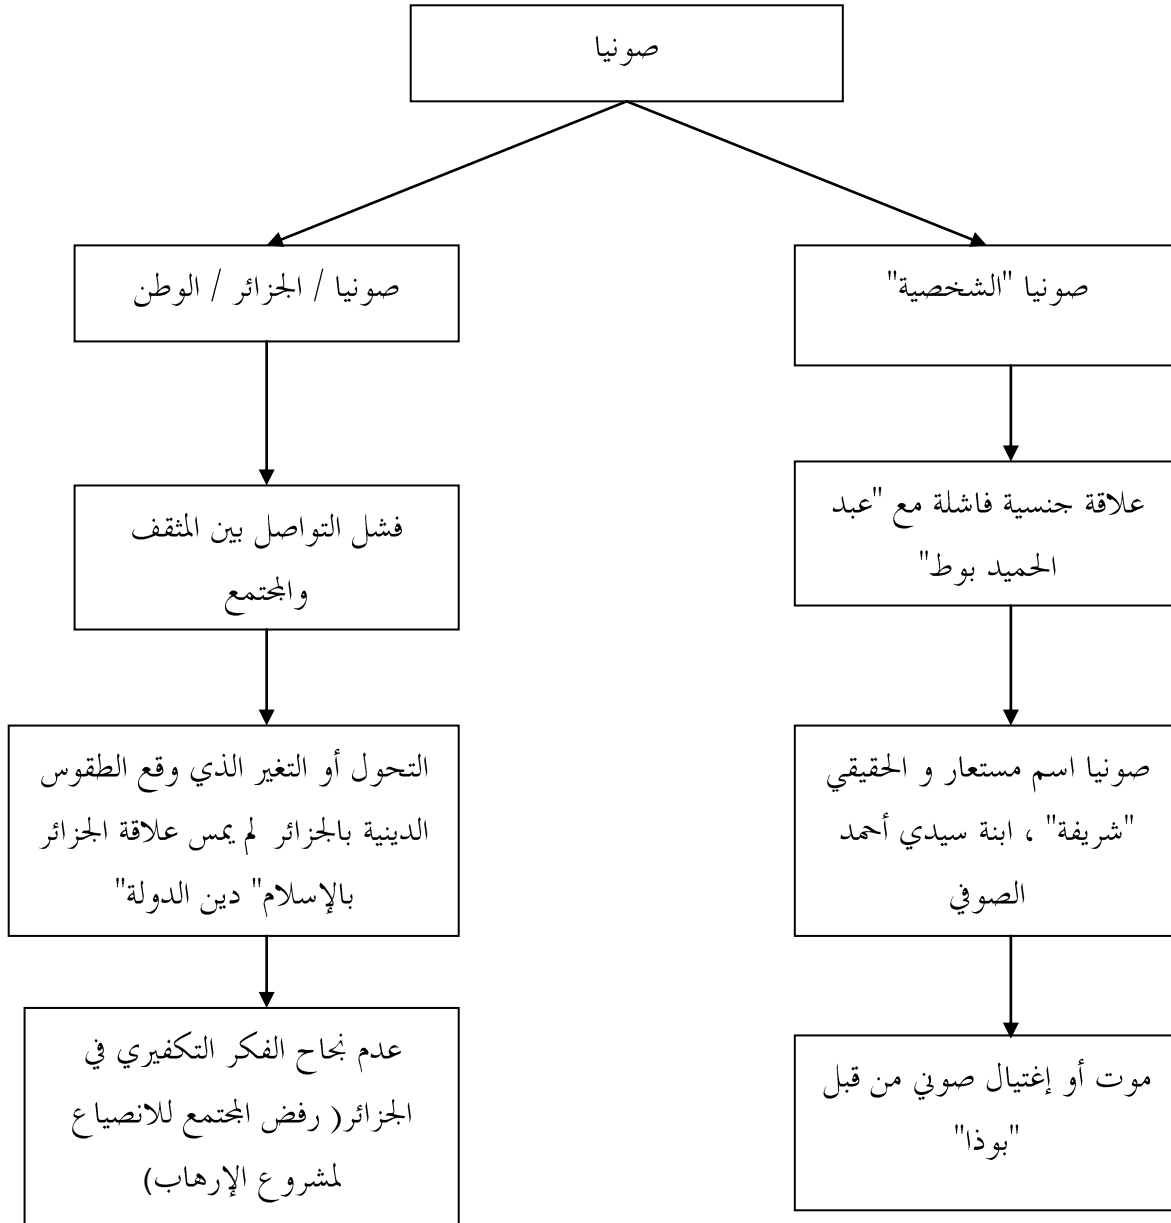 صونيا
صونيا "الشخصية"
صونيا / الجزائر / الوطن
علاقة جنسية فاشلة مع "عبد
الحميد بوط"
فشل التواصل بين المثقف
والمجتمع
صونيا اسم مستعار و الحقيقي
"شريفة" ، ابنة سيدي أحمد
الصوفي
التحول أو التغير الذي وقع الطقوس
الدينية بالجزائر لم يمس علاقة الجزائر
بالإسلام" دين الدولة"
موت أو إغتيال صوني من قبل
"بوذا"
عدم نجاح الفكر التكفيري في
الجزائر( رفض المجتمع للانصياع
لمشروع الإرهاب)